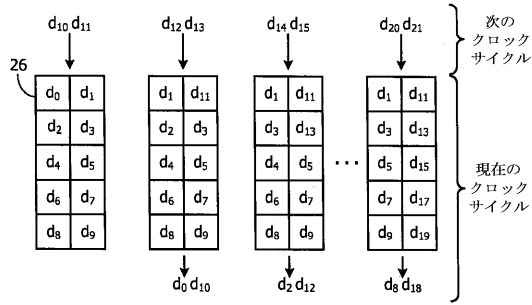 d10 d11 d12 d13 d14 d15 d20 d21
次の
クロック
サイクル
26
d0 d1 d1 d11 d1 d11 d1 d11
d2 d3 d2 d3 d3 d13 d3 d13
d4 d5 d4 d5 d4 d5 ... d5 d15
d6 d7 d6 d7 d6 d7 d7 d17
d8 d9 d8 d9 d8 d9 d9 d19
現在の
クロック
サイクル
d0 d10 d2 d12 d8 d18